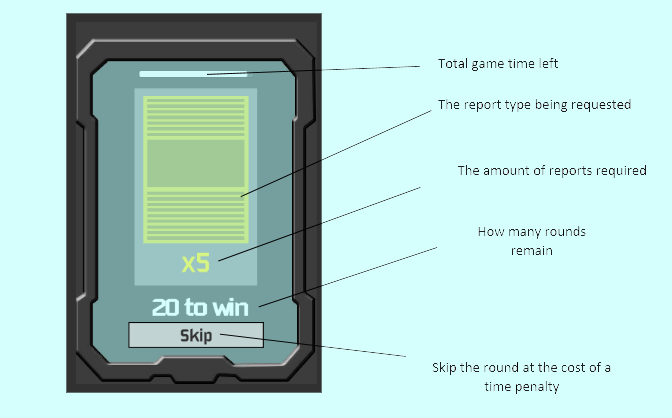 Total game time left
The report type being requested
The amount of reports required
x5
How many rounds
remain
20 to win
Skip
Skip the round at the cost of a
time penalty